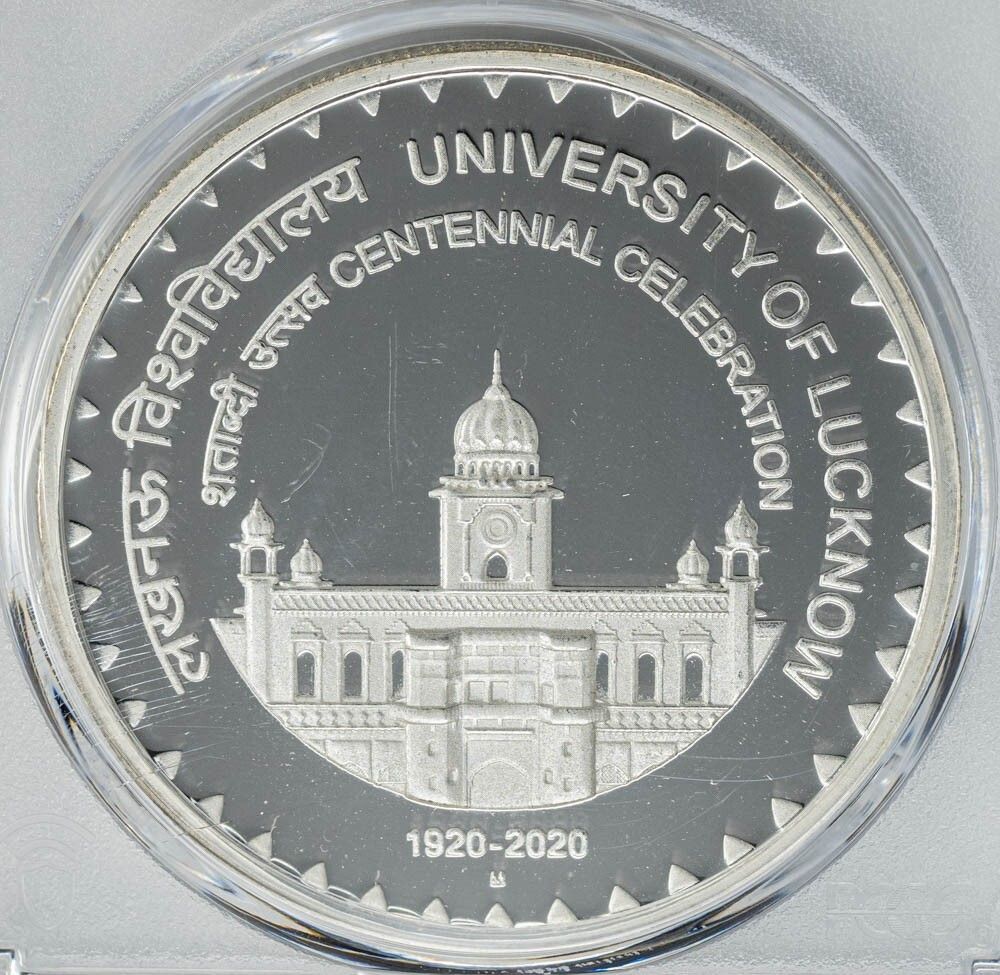 लखनऊ विश्वविद्यालय UNIVERSITY OF LUCKNOW
शताब्दी उत्सव CENTENNIAL CELEBRATION
1920-2020